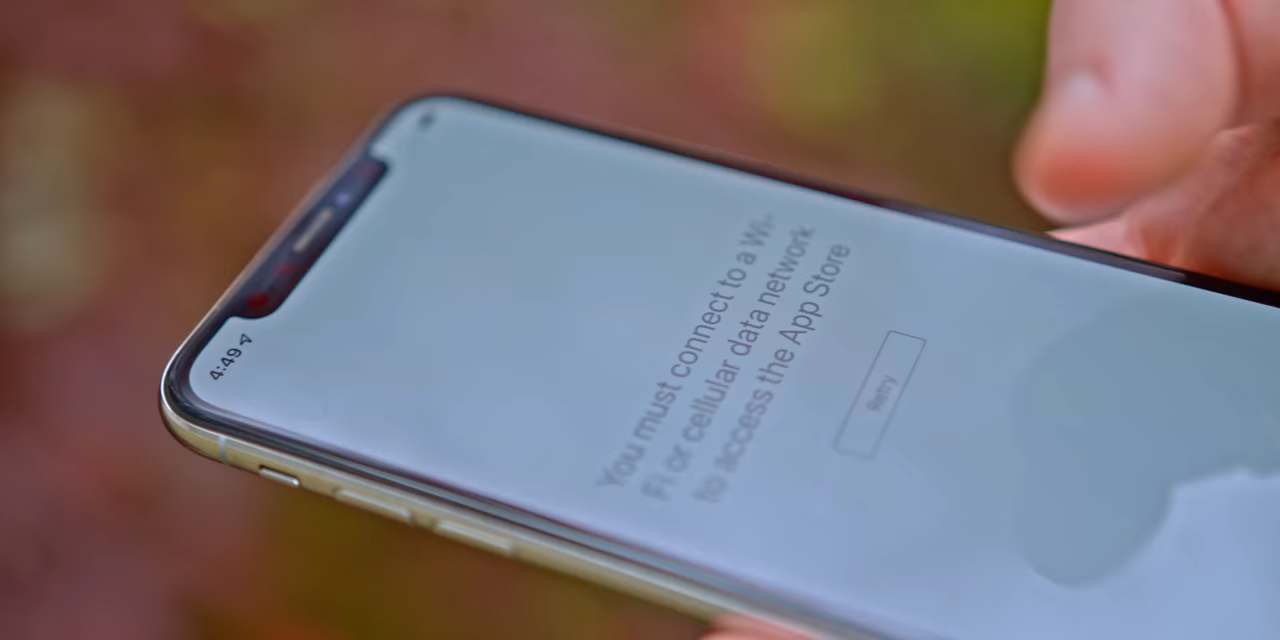 4:49
You must connect to a Wi-
Fi or cellular data network
to access the App Store
Retry